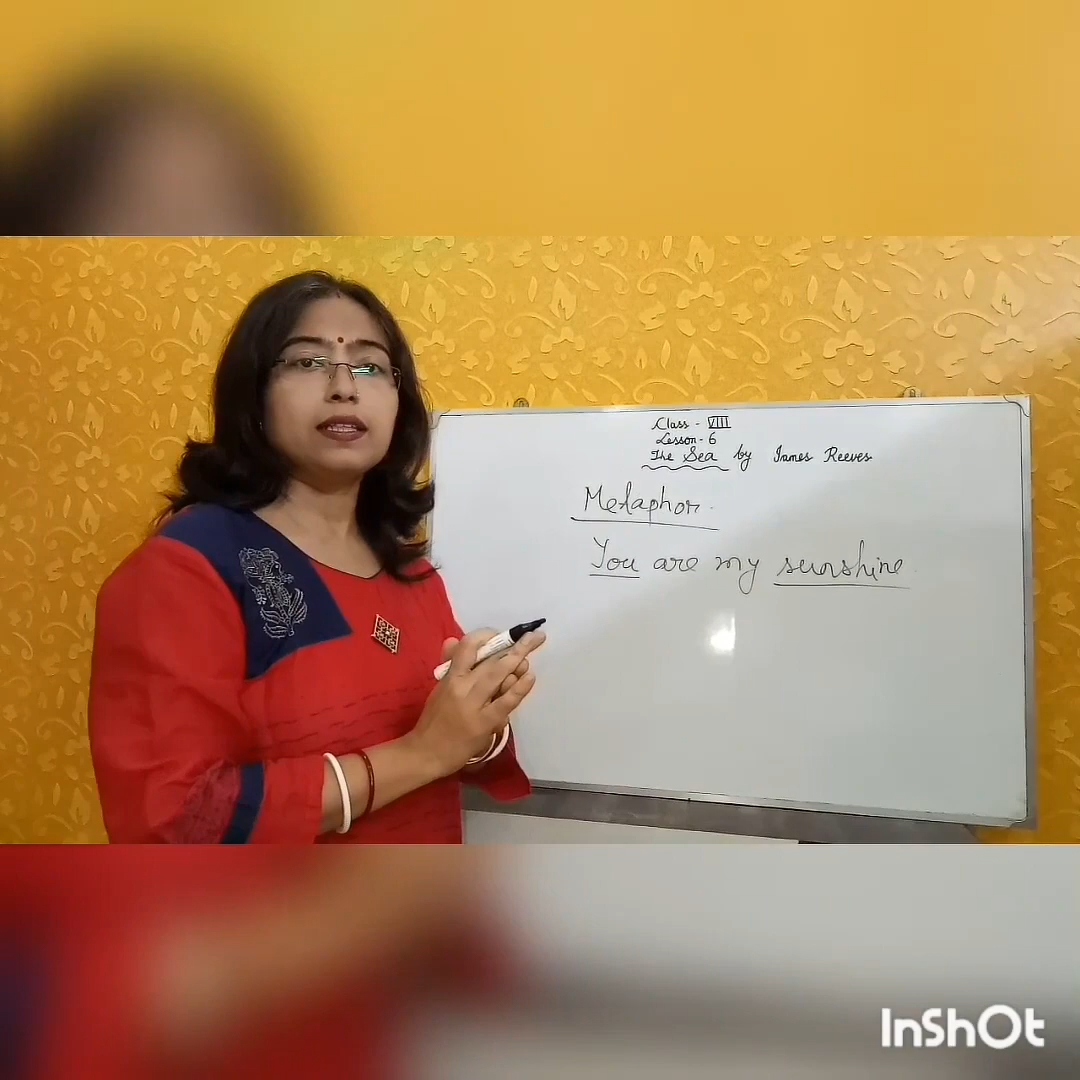 Class - VIII
Lesson - 6
The Sea by James Reeves
Metaphor.
You are my sunshine.
InShOt